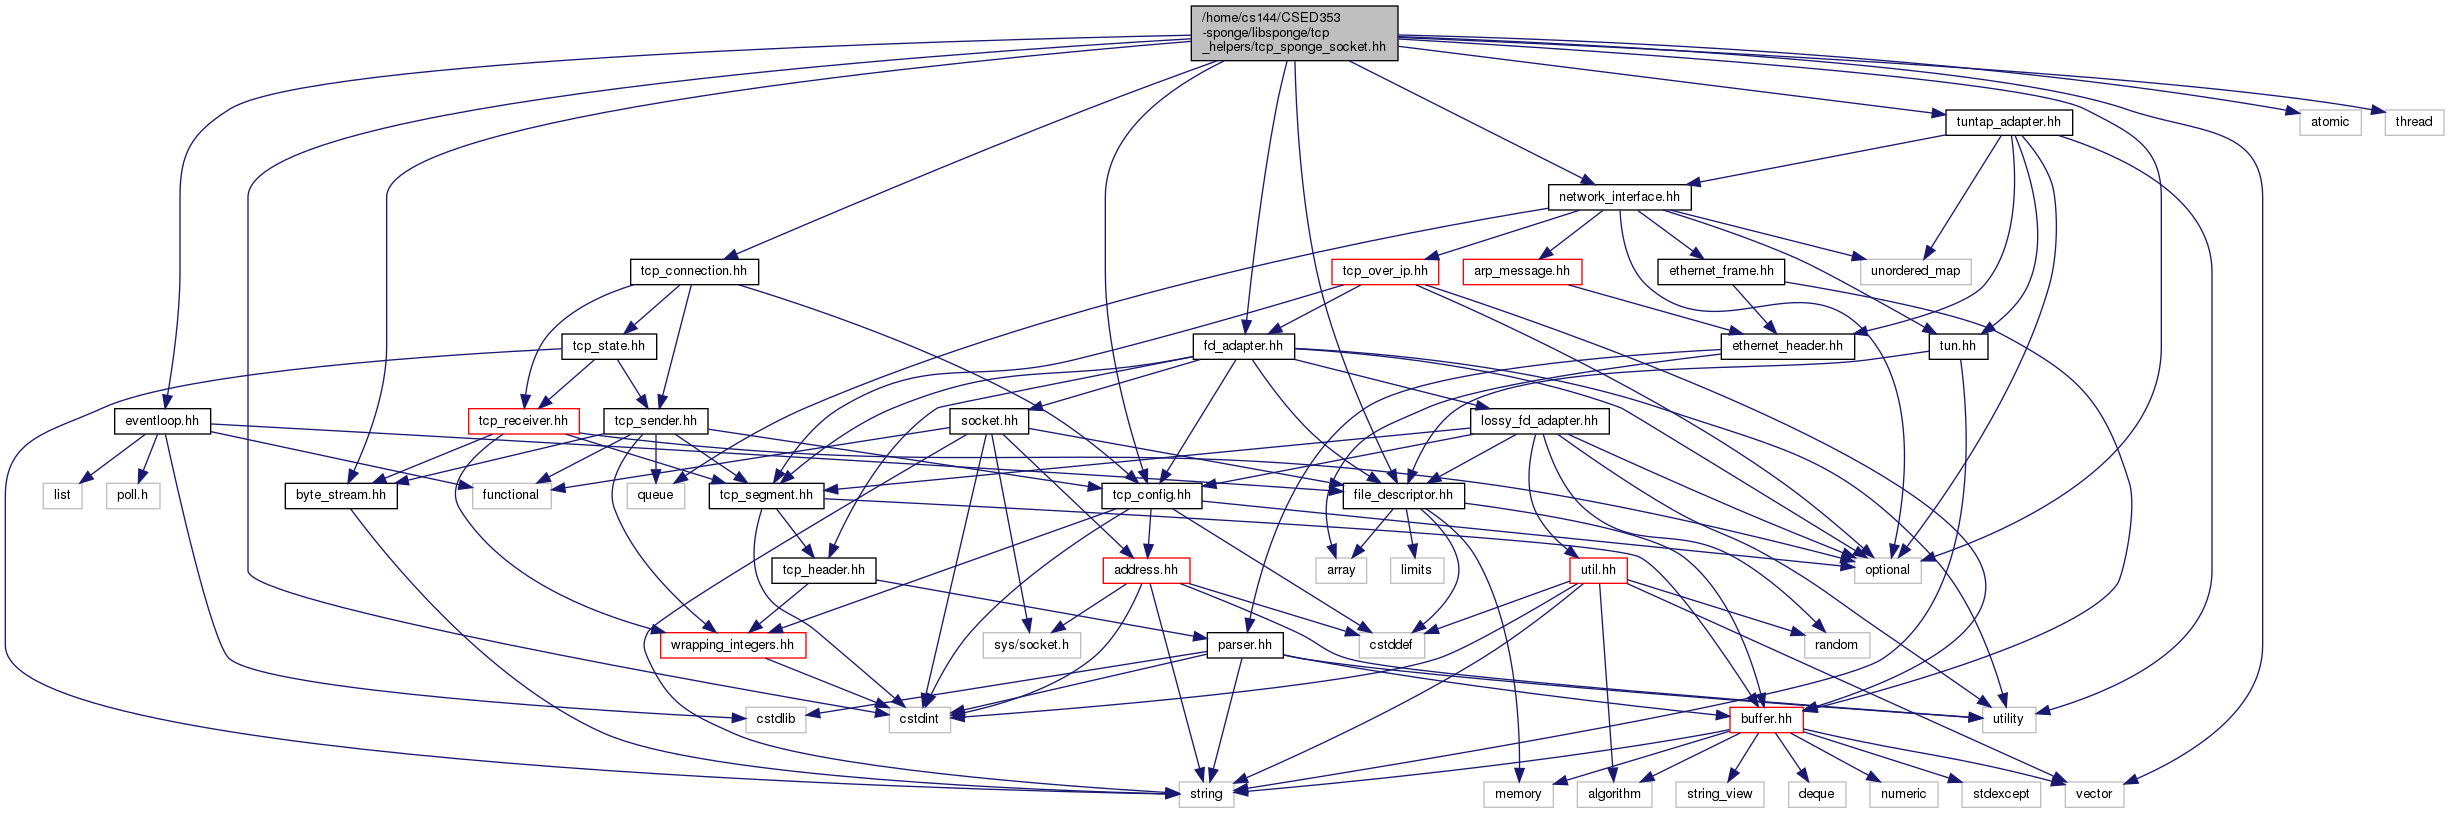 /home/cs144/CSED353
-sponge/libsponge/tcp
_helpers/tcp_sponge_socket.hh
tuntap_adapter.hh
atomic
thread
network_interface.hh
tcp_connection.hh
tcp_over_ip.hh
arp_message.hh
ethernet_frame.hh
unordered_map
tcp_state.hh
fd_adapter.hh
ethernet_header.hh
tun.hh
eventloop.hh
tcp_receiver.hh
tcp_sender.hh
socket.hh
lossy_fd_adapter.hh
list
poll.h
byte_stream.hh
functional
queue
tcp_segment.hh
tcp_config.hh
file_descriptor.hh
tcp_header.hh
address.hh
array
limits
util.hh
optional
wrapping_integers.hh
sys/socket.h
parser.hh
cstddef
random
cstdlib
cstdint
buffer.hh
utility
string
memory
algorithm
string_view
deque
numeric
stdexcept
vector